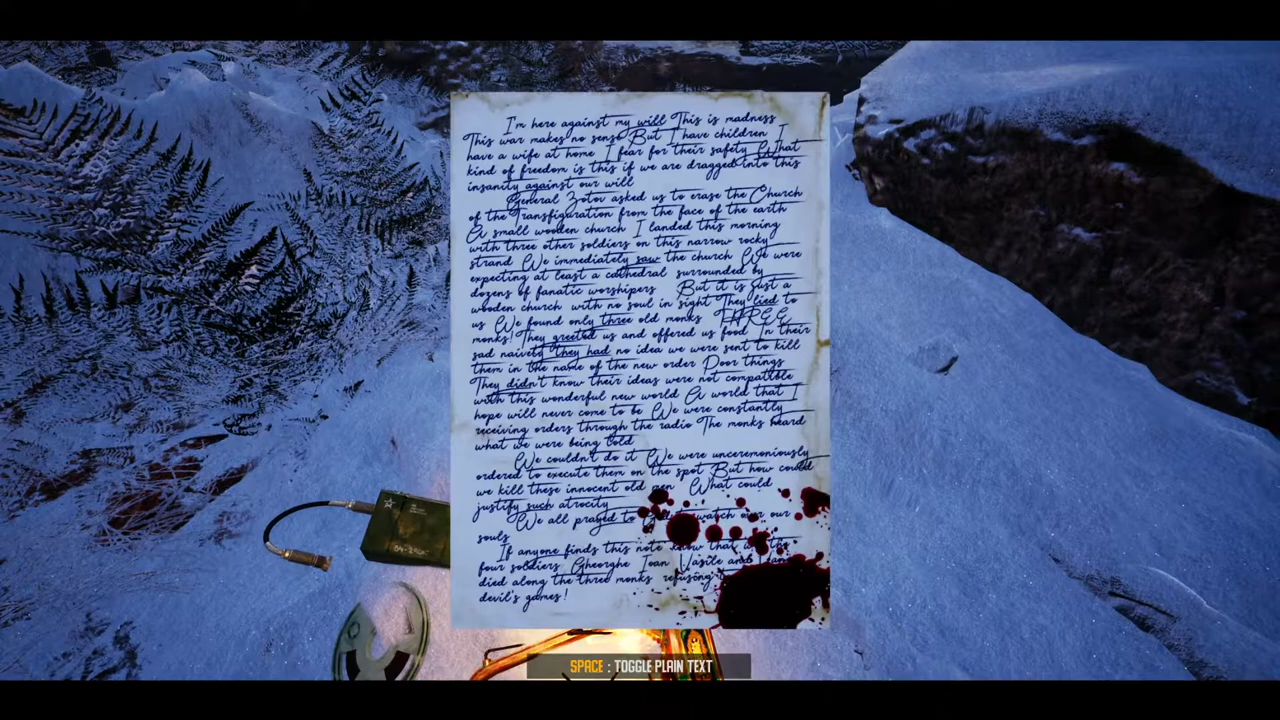 I'm here against my will This is madness
This war makes no sense But I have children I
have a wife at home I fear for their safety What
kind of freedom is this if we are dragged into this
insanity against our will
General Zotov asked us to erase the Church
of the Transfiguration from the face of the earth
A small wooden church I landed this morning
with three other soldiers on this narrow rocky
strand We immediately saw the church We were
expecting at least a cathedral surrounded by
dozens of fanatic worshipers But it is just a
wooden church with no soul in sight They lied to
us We found only three old monks THREE
monks! They greeted us and offered us food In their
sad naivety they had no idea we were sent to kill
them in the name of the new order Poor things
They didn't know their ideas were not compatible
with this wonderful new world A world that I
hope will never come to be We were constantly
receiving orders through the radio The monks heard
what we were being told
We couldn't do it We were unceremoniously
ordered to execute them on the spot But how could
we kill these innocent old men What could
justify such atrocity
We all prayed to watch over our
souls
If anyone finds this note know that the
four soldiers Gheorghe Ioan Vasile and
died along the three monks refusing
devil's games!
SPACE : TOGGLE PLAIN TEXT